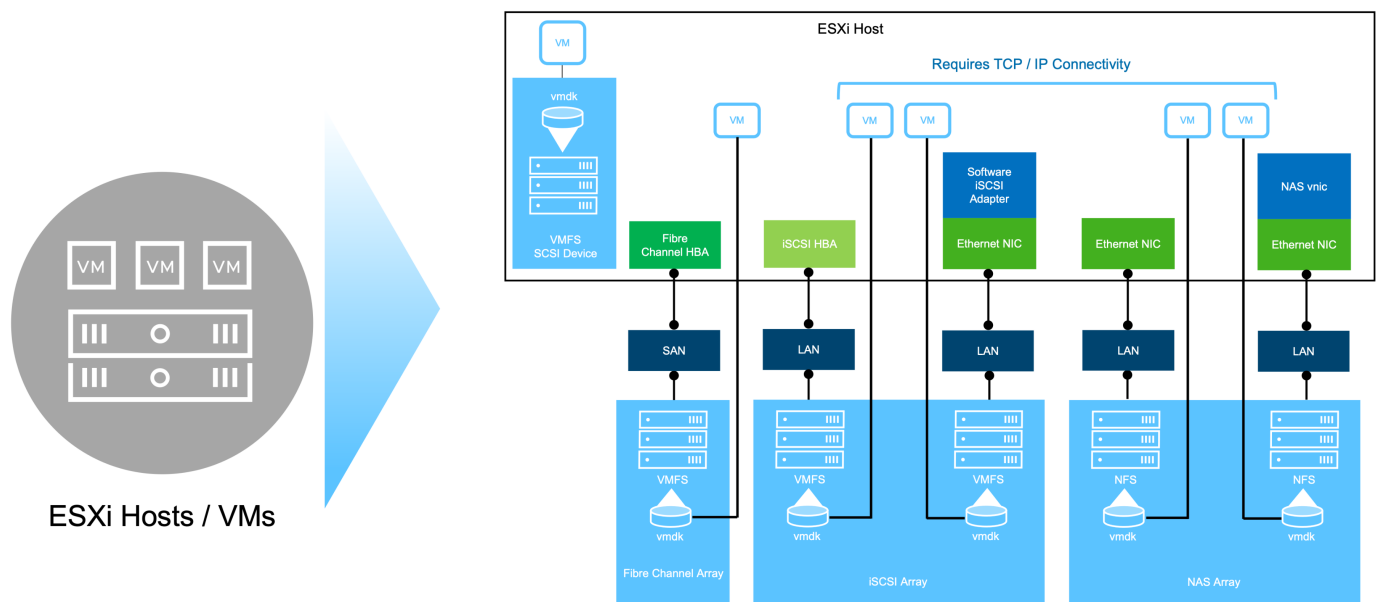 ESXi Host
VM
Requires TCP / IP Connectivity
vmdk
VM
VM
VM
VM
VM
Software
iSCSI
Adapter
NAS vnic
VMFS
SCSI Device
Fibre
Channel HBA
iSCSI HBA
Ethernet NIC
Ethernet NIC
Ethernet NIC
VM
VM
VM
SAN
LAN
LAN
LAN
LAN
VMFS
VMFS
VMFS
NFS
NFS
ESXi Hosts / VMs
vmdk
vmdk
vmdk
vmdk
vmdk
Fibre Channel Array
iSCSI Array
NAS Array